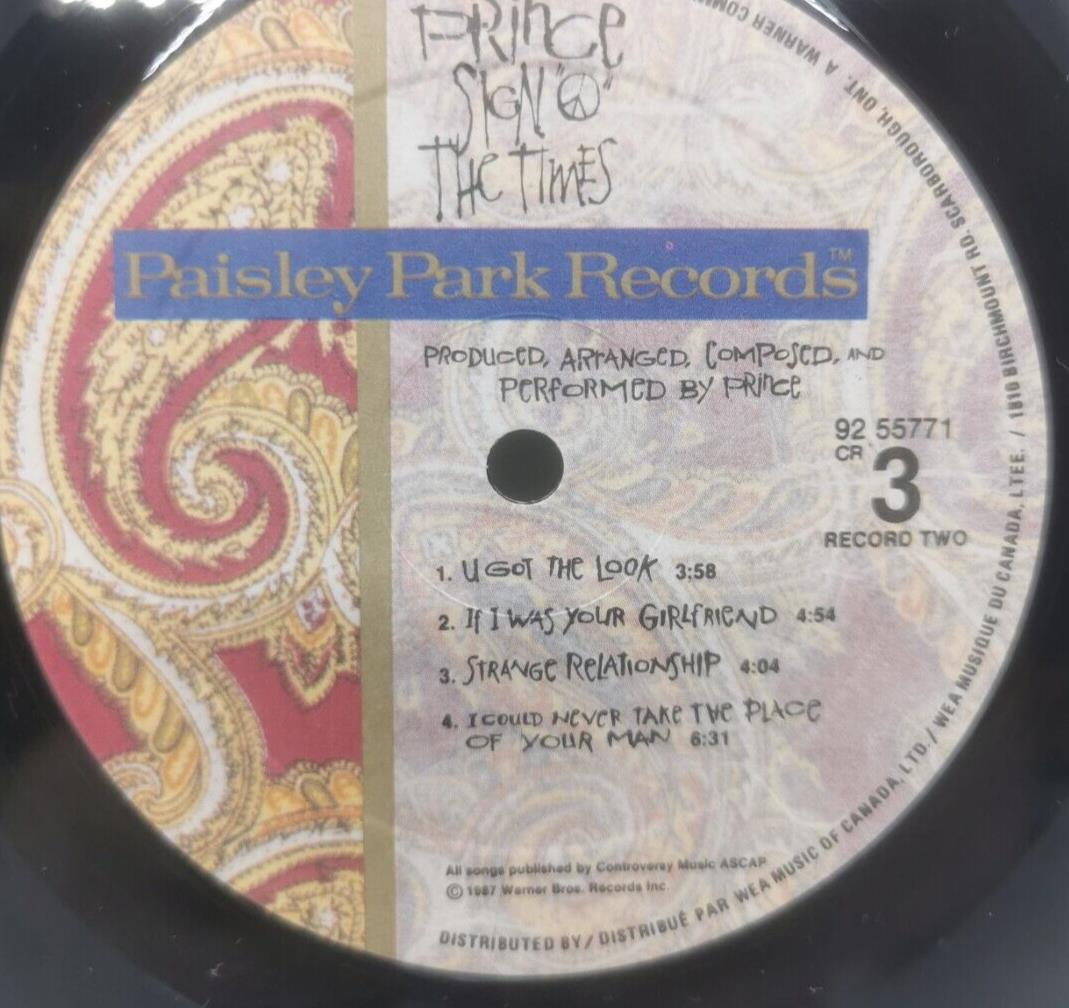 PRINCE
SIGN "☮"
THE TIMES
Paisley Park Records™
PRODUCED, ARRANGED, COMPOSED, AND
PERFORMED BY PRINCE
92 55771
CR
3
RECORD TWO
1. U GOT THE LOOK 3:58
2. If I WAS YOUR GIRLFRIEND 4:54
3. STRANGE RELATIONSHIP 4:04
4. I COULD NEVER TAKE THE PLACE
OF YOUR MAN 6:31
All songs published by Controversy Music ASCAP
© 1987 Warner Bros. Records Inc.
DISTRIBUTED BY / DISTRIBUÉ PAR WEA MUSIC OF CANADA, LTD. / WEA MUSIQUE DU CANADA, LTEE. / 1810 BIRCHMOUNT RD. SCARBOROUGH, ONT. A WARNER